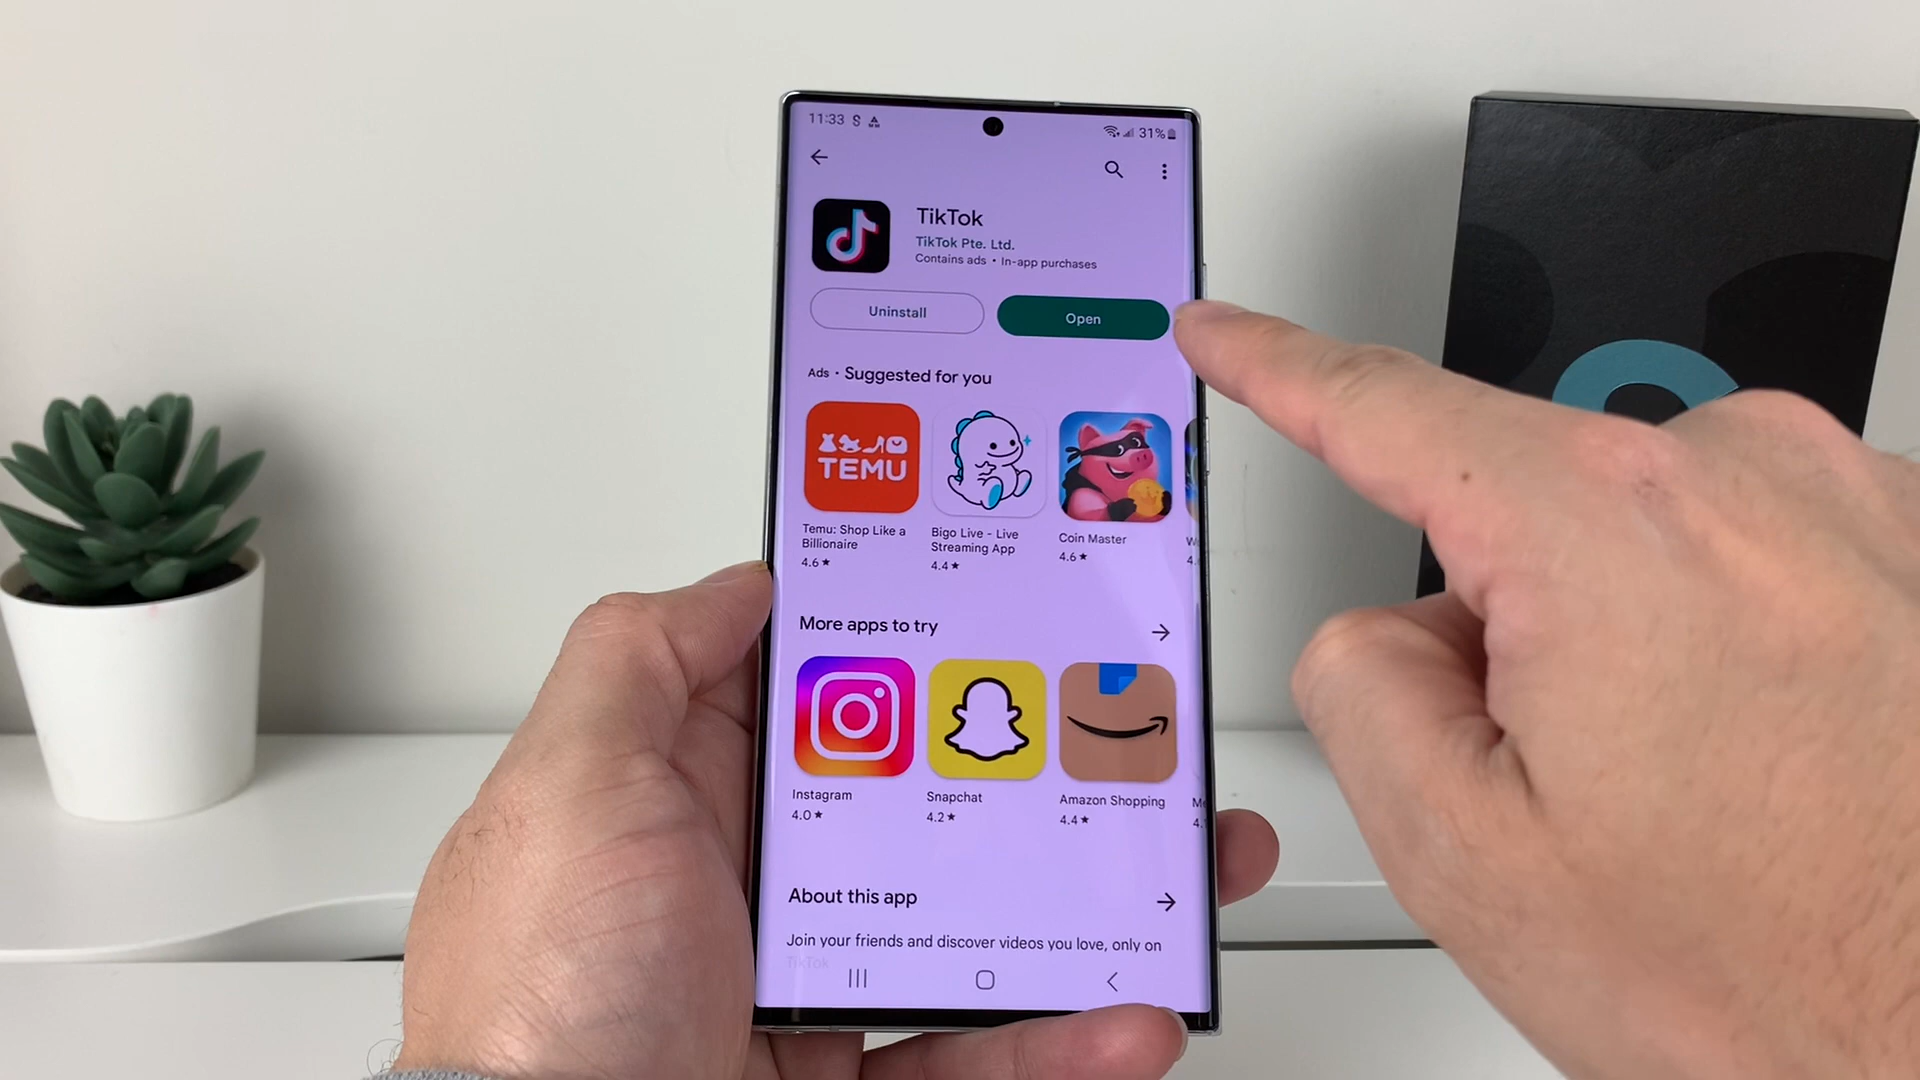 11:33
31%
TikTok
TikTok Pte. Ltd.
Contains ads • In-app purchases
Uninstall
Open
Ads • Suggested for you
TEMU
Temu: Shop Like a
Billionaire
4.6★
Bigo Live - Live
Streaming App
4.4★
Coin Master
4.6★
More apps to try
Instagram
4.0★
Snapchat
4.2★
Amazon Shopping
4.4★
About this app
Join your friends and discover videos you love, only on
TikTok